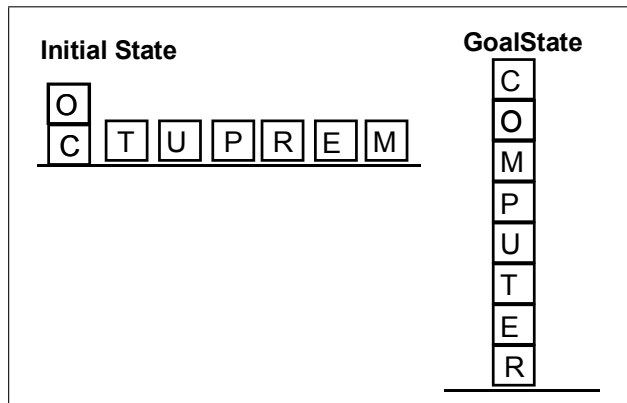 Initial State
O
C T U P R E M
GoalState
C
O
M
P
U
T
E
R